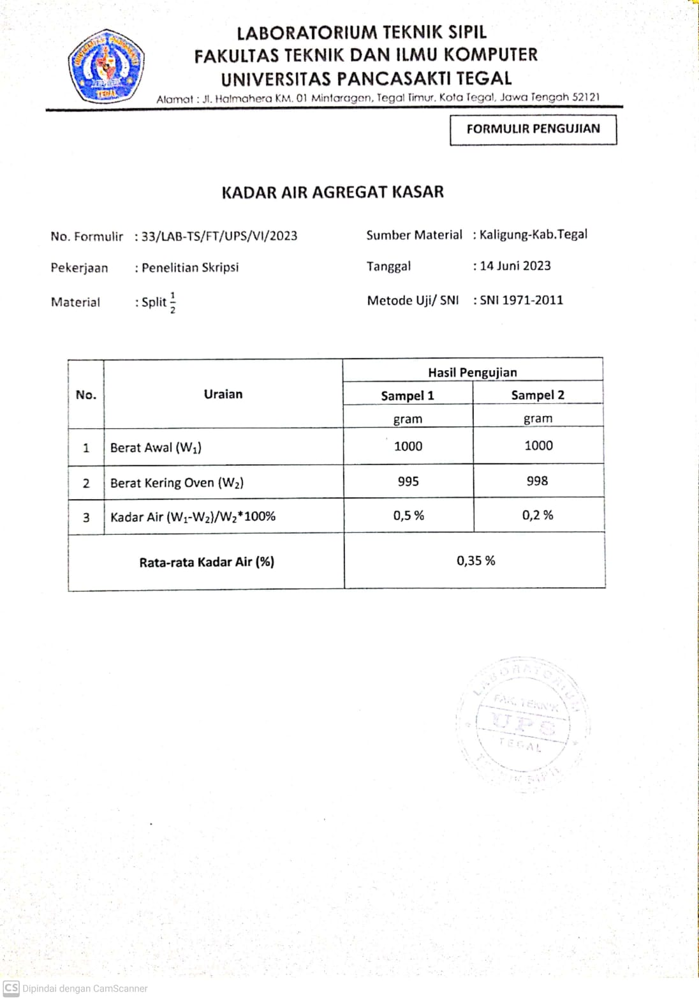 LABORATORIUM TEKNIK SIPIL
FAKULTAS TEKNIK DAN ILMU KOMPUTER
UNIVERSITAS PANCASAKTI TEGAL
Alamat : Jl. Halmahera KM. 01 Mintaragen, Tegal Timur, Kota Tegal, Jawa Tengah 52121
FORMULIR PENGUJIAN
KADAR AIR AGREGAT KASAR
No. Formulir : 33/LAB-TS/FT/UPS/VI/2023 Sumber Material : Kaligung-Kab.Tegal
Pekerjaan : Penelitian Skripsi Tanggal : 14 Juni 2023
Material : Split 1/2 Metode Uji/ SNI : SNI 1971-2011
No. Uraian Hasil Pengujian
Sampel 1 Sampel 2
gram gram
1 Berat Awal (W₁) 1000 1000
2 Berat Kering Oven (W₂) 995 998
3 Kadar Air (W₁-W₂)/W₂*100% 0,5 % 0,2 %
Rata-rata Kadar Air (%) 0,35 %
LABORATORIUM
FAK. TEKNIK
UPS
TEGAL
TEKNIK SIPIL
CS Dipindai dengan CamScanner